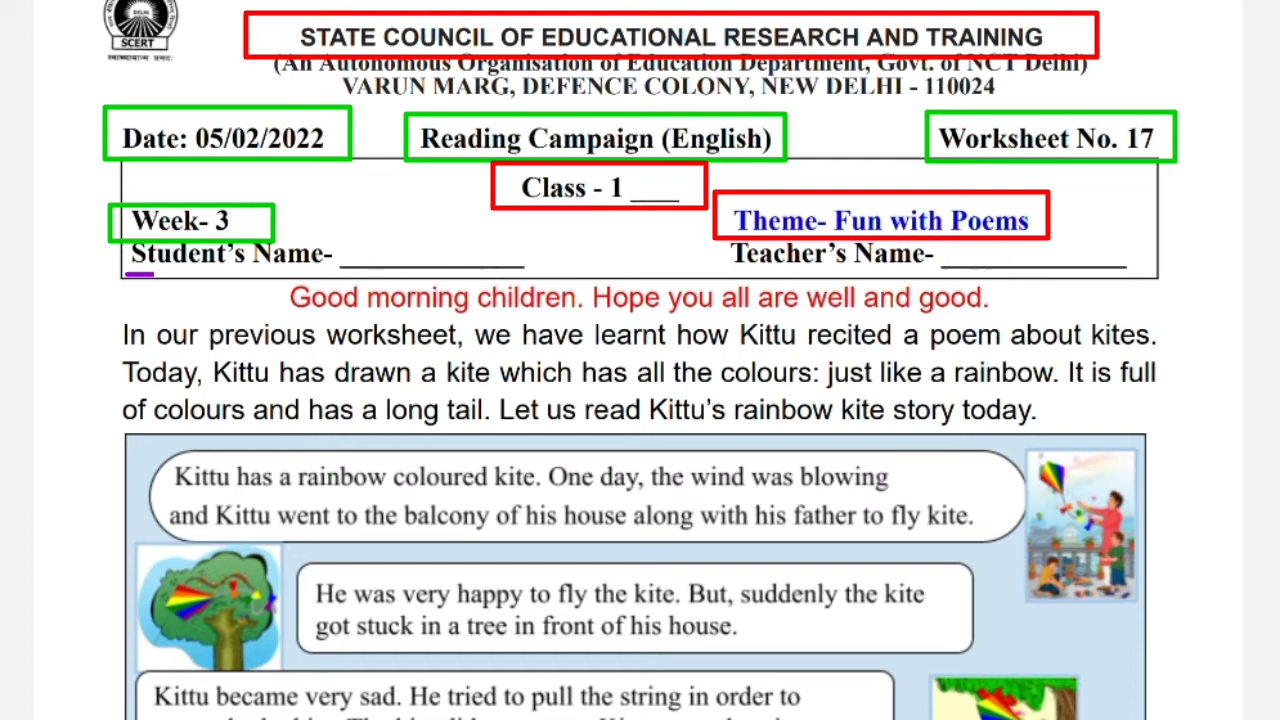 DELHI
SCERT
STATE COUNCIL OF EDUCATIONAL RESEARCH AND TRAINING
(An Autonomous Organisation of Education Department, Govt. of NCT Delhi)
VARUN MARG, DEFENCE COLONY, NEW DELHI - 110024
Date: 05/02/2022 Reading Campaign (English) Worksheet No. 17
Class - 1 ____
Week- 3 Theme- Fun with Poems
Student’s Name- _____________ Teacher’s Name- _____________
Good morning children. Hope you all are well and good.
In our previous worksheet, we have learnt how Kittu recited a poem about kites.
Today, Kittu has drawn a kite which has all the colours: just like a rainbow. It is full
of colours and has a long tail. Let us read Kittu’s rainbow kite story today.
Kittu has a rainbow coloured kite. One day, the wind was blowing
and Kittu went to the balcony of his house along with his father to fly kite.
He was very happy to fly the kite. But, suddenly the kite
got stuck in a tree in front of his house.
Kittu became very sad. He tried to pull the string in order to